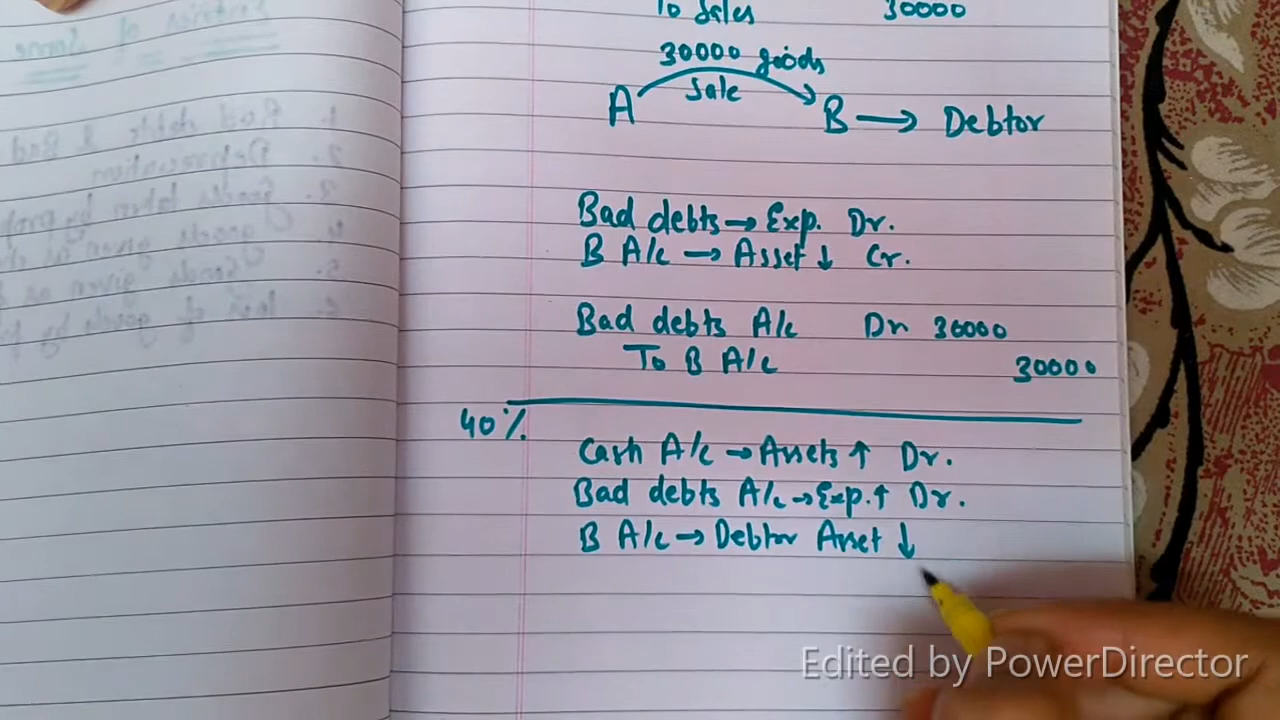 To Sales 30000
30000 goods
Sale
A B → Debtor
Bad debts → Exp. Dr.
B A/c → Asset ↓ Cr.
Bad debts A/c Dr 30000
To B A/c 30000
40%
Cash A/c → Assets ↑ Dr.
Bad debts A/c → Exp. ↑ Dr.
B A/c → Debtor Asset ↓
Edited by PowerDirector